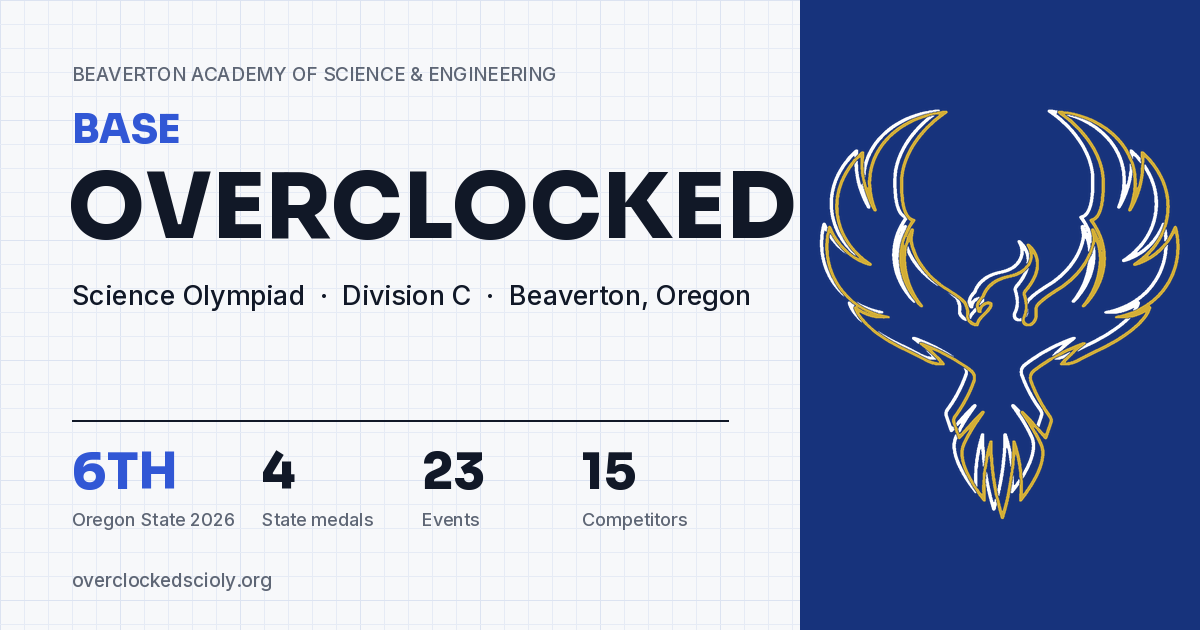 BEAVERTON ACADEMY OF SCIENCE & ENGINEERING
BASE
OVERCLOCKED
Science Olympiad · Division C · Beaverton, Oregon
6TH 4 23 15
Oregon State 2026 State medals Events Competitors
overclockedscioly.org